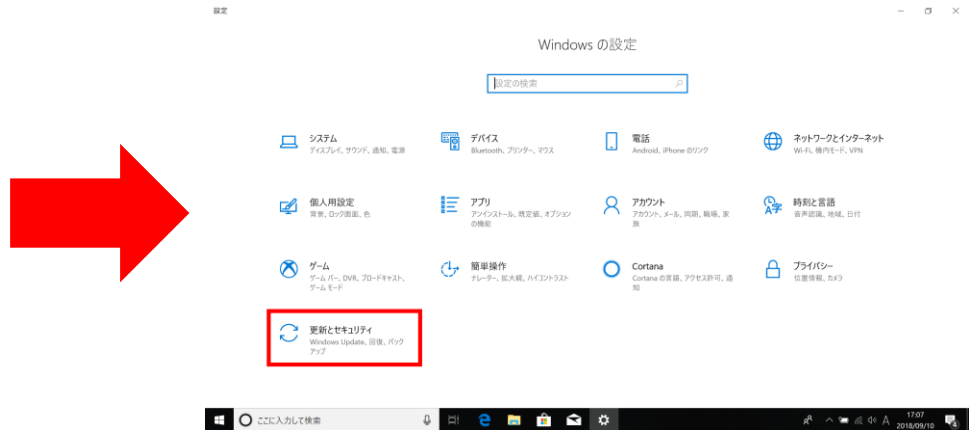 設定
Windows の設定
設定の検索
システム
ディスプレイ、サウンド、通知、電源
デバイス
Bluetooth、プリンター、マウス
電話
Android、iPhone のリンク
ネットワークとインターネット
Wi-Fi、機内モード、VPN
個人用設定
背景、ロック画面、色
アプリ
アンインストール、既定値、オプション
の機能
アカウント
アカウント、メール、同期、職場、家
族
時刻と言語
音声認識、地域、日付
ゲーム
ゲーム バー、DVR、ブロードキャスト、
ゲーム モード
簡単操作
ナレーター、拡大鏡、ハイコントラスト
Cortana
Cortana の言語、アクセス許可、通
知
プライバシー
位置情報、カメラ
更新とセキュリティ
Windows Update、回復、バック
アップ
ここに入力して検索
A
17:07
2018/09/10
4